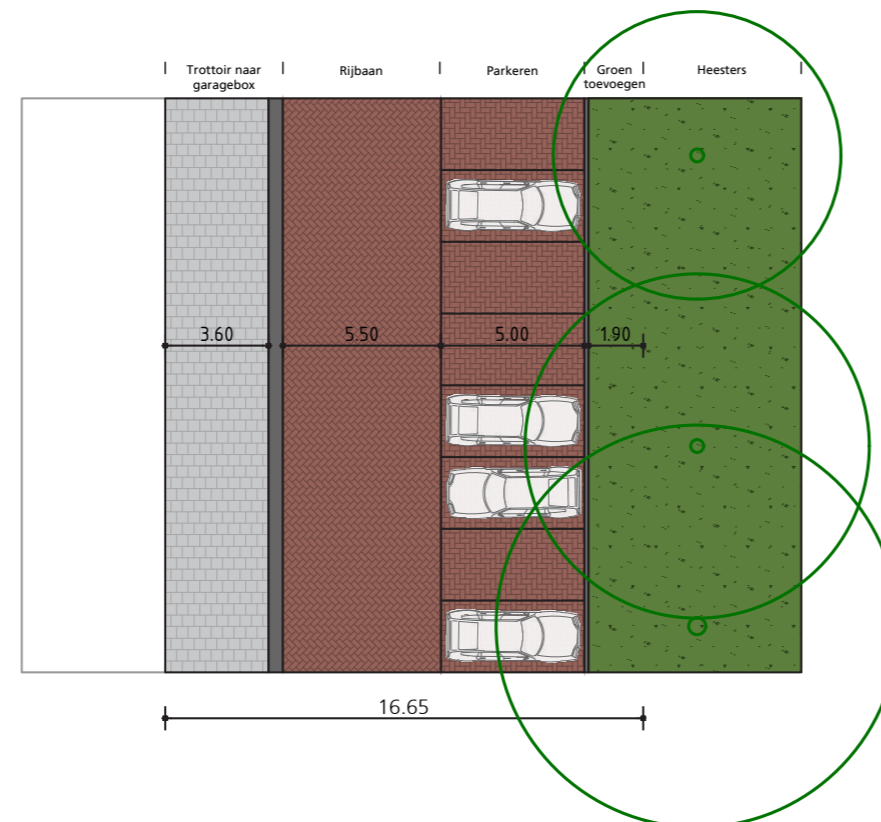 Trottoir naar
garagebox
Rijbaan
Parkeren
Groen
toevoegen
Heesters
3.60
5.50
5.00
1.90
16.65